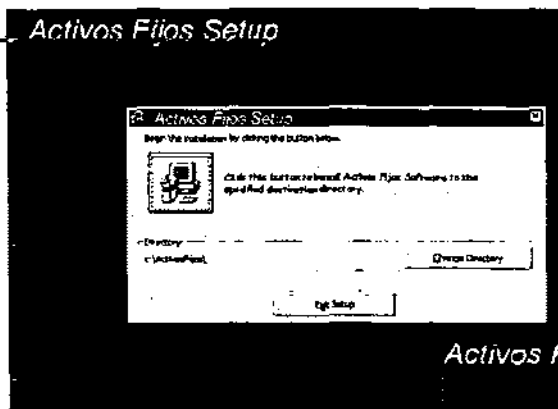 Activos Fijos Setup
Activos Fijos Setup
Begin the installation by clicking the button below.
Click this button to install Activos Fijos Software to the
specified destination directory.
Directory:
c:\ActivosFijos\
Change Directory
Exit Setup
Activos